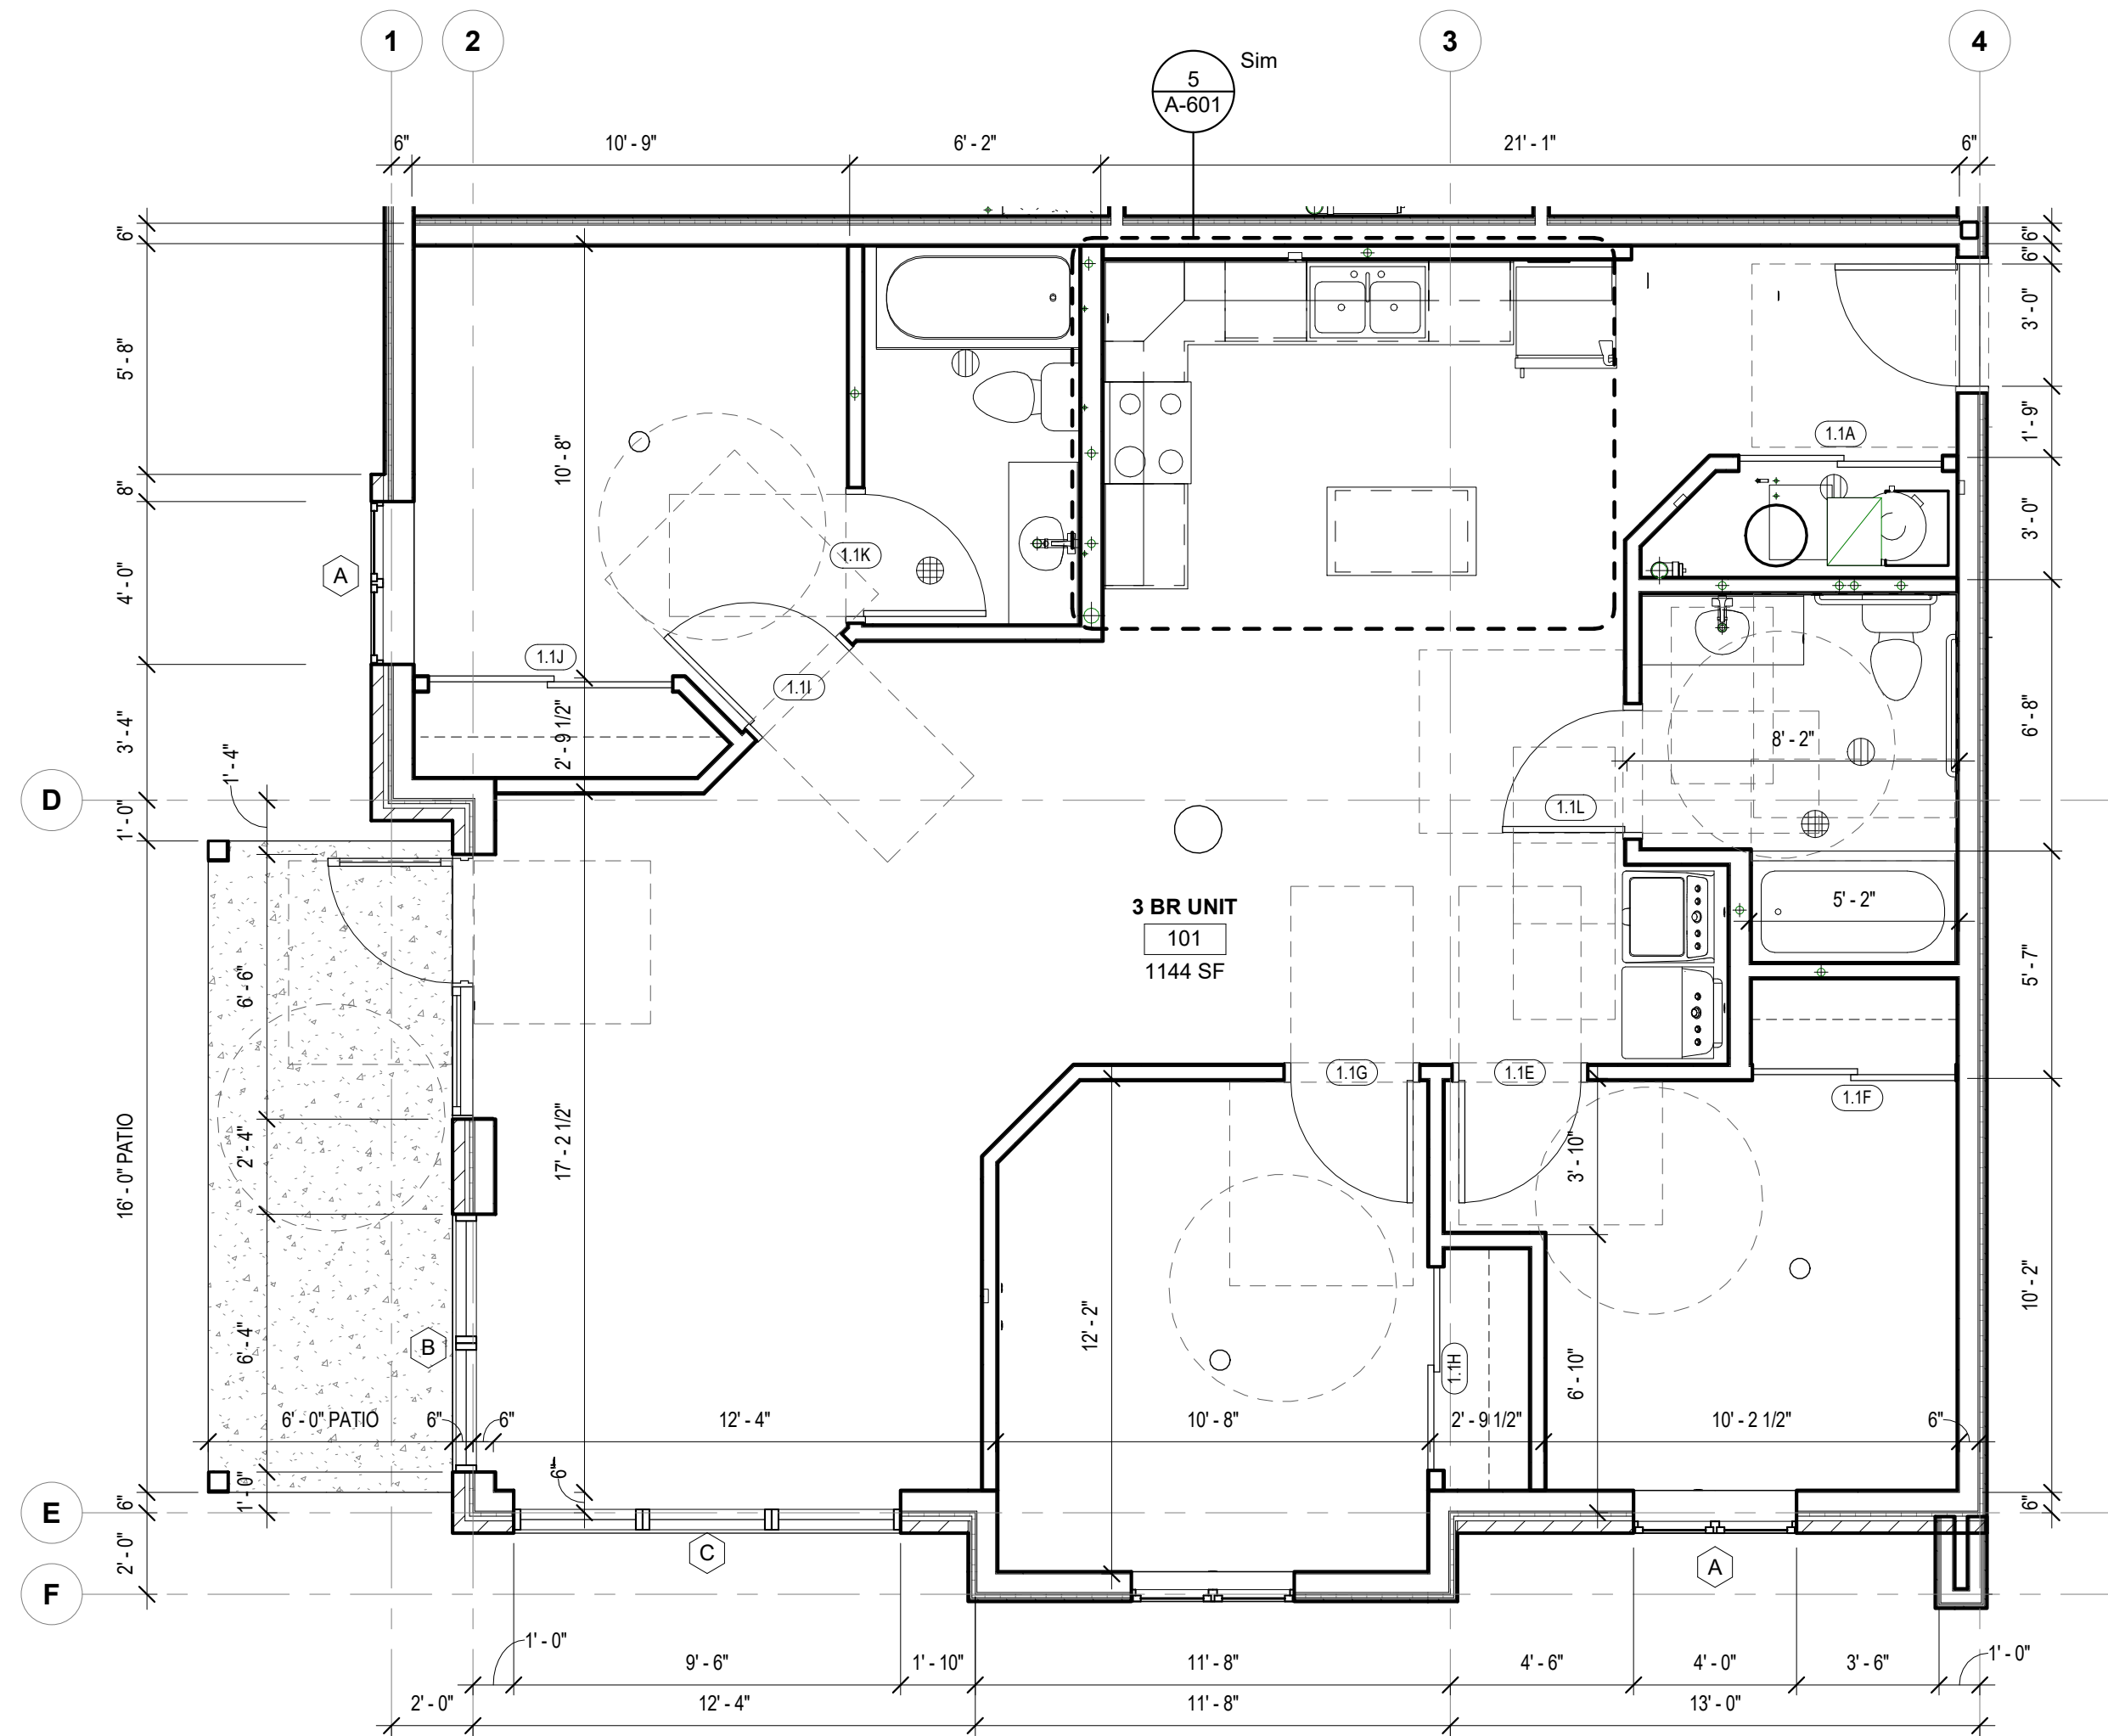 1
2
3
4
5
A-601
Sim
6"
10' - 9"
6' - 2"
21' - 1"
6"
6"
5' - 8"
8"
4' - 0"
3' - 4"
1' - 0"
16' - 0" PATIO
6"
2' - 0"
D
E
F
1' - 4"
6' - 6"
2' - 4"
6' - 4"
1' - 0"
6"
6"
3' - 0"
1' - 9"
3' - 0"
6' - 8"
5' - 7"
10' - 2"
6"
10' - 8"
2' - 9 1/2"
17' - 2 1/2"
6"
A
1.1K
1.1J
1.1I
1.1A
1.1L
8' - 2"
5' - 2"
3 BR UNIT
101
1144 SF
1.1G
1.1E
1.1F
3' - 10"
12' - 2"
6' - 10"
1.1H
B
6' - 0" PATIO
6"
6"
12' - 4"
10' - 8"
2' - 9 1/2"
10' - 2 1/2"
6"
C
A
1' - 0"
9' - 6"
1' - 10"
11' - 8"
4' - 6"
4' - 0"
3' - 6"
1' - 0"
2' - 0"
12' - 4"
11' - 8"
13' - 0"